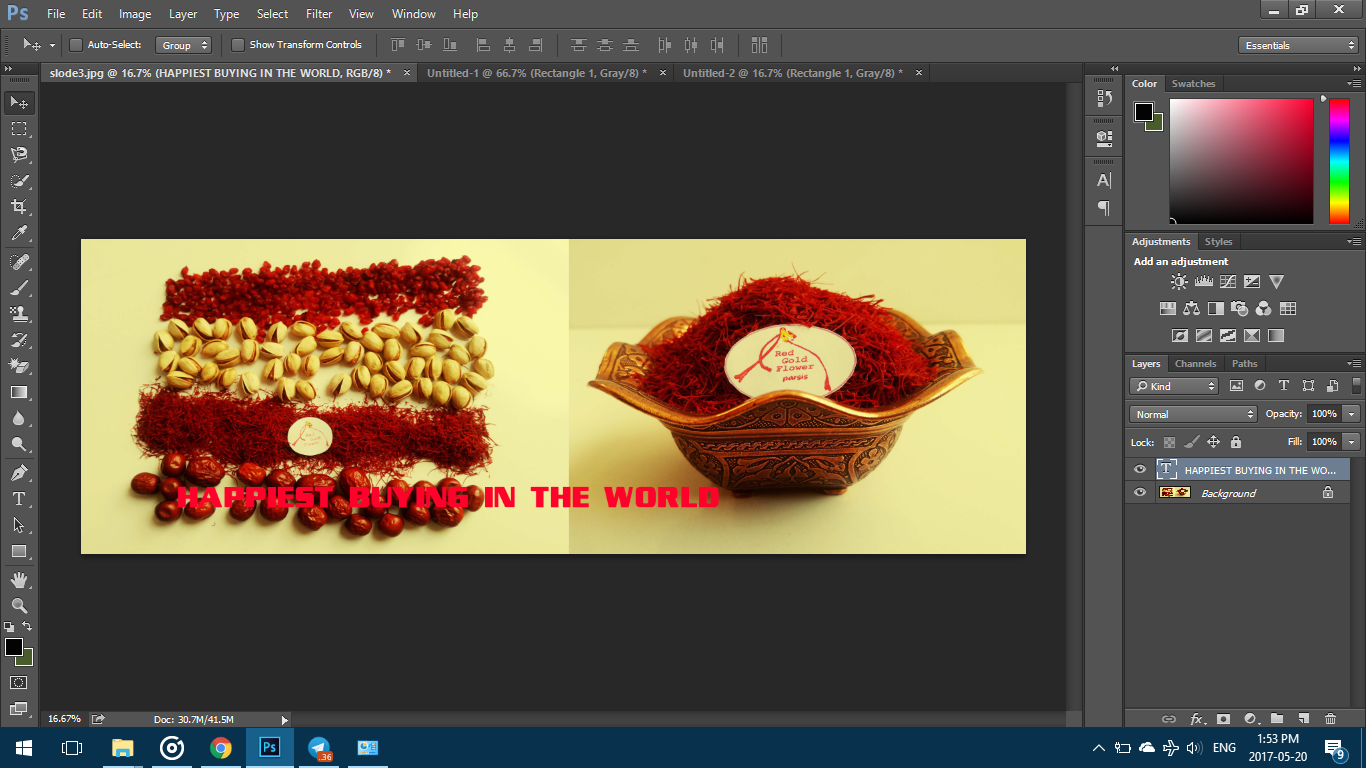 Ps File Edit Image Layer Type Select Filter View Window Help
Auto-Select: Group Show Transform Controls Essentials
slode3.jpg @ 16.7% (HAPPIEST BUYING IN THE WORLD, RGB/8) * × Untitled-1 @ 66.7% (Rectangle 1, Gray/8) * × Untitled-2 @ 16.7% (Rectangle 1, Gray/8) * ×
Color Swatches
Adjustments Styles
Add an adjustment
Red
Gold
Flower
parsis
HAPPIEST BUYING IN THE WORLD
Layers Channels Paths
Kind
Normal Opacity: 100%
Lock: Fill: 100%
T HAPPIEST BUYING IN THE WO...
Background
16.67% Doc: 30.7M/41.5M
fx
Ps .36 ENG 1:53 PM
2017-05-20 9